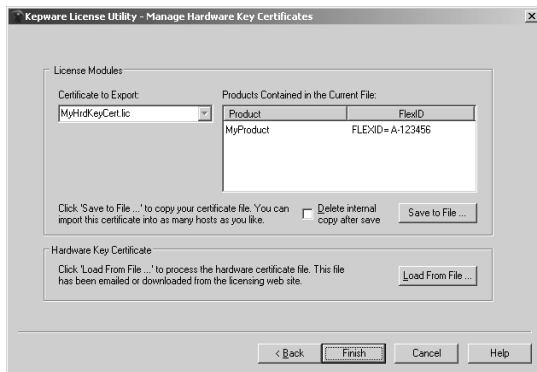 Kepware License Utility - Manage Hardware Key Certificates
License Modules
Certificate to Export:
MyHrdKeyCert.lic
Products Contained in the Current File:
Product FlexID
MyProduct FLEXID= A-123456
Click 'Save to File ...' to copy your certificate file. You can
import this certificate into as many hosts as you like.
Delete internal
copy after save
Save to File ...
Hardware Key Certificate
Click 'Load From File ...' to process the hardware certificate file. This file
has been emailed or downloaded from the licensing web site.
Load From File ...
< Back Finish Cancel Help